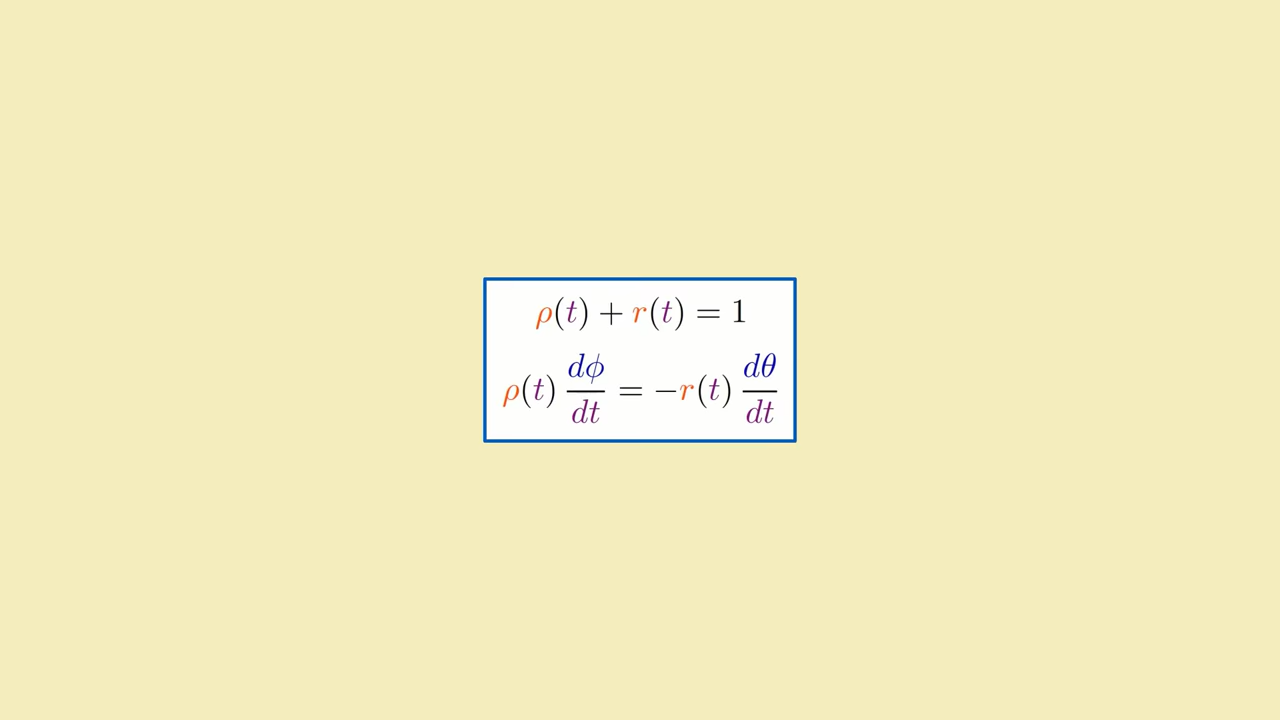 ρ(t) + r(t) = 1
ρ(t) dϕ/dt = −r(t) dθ/dt